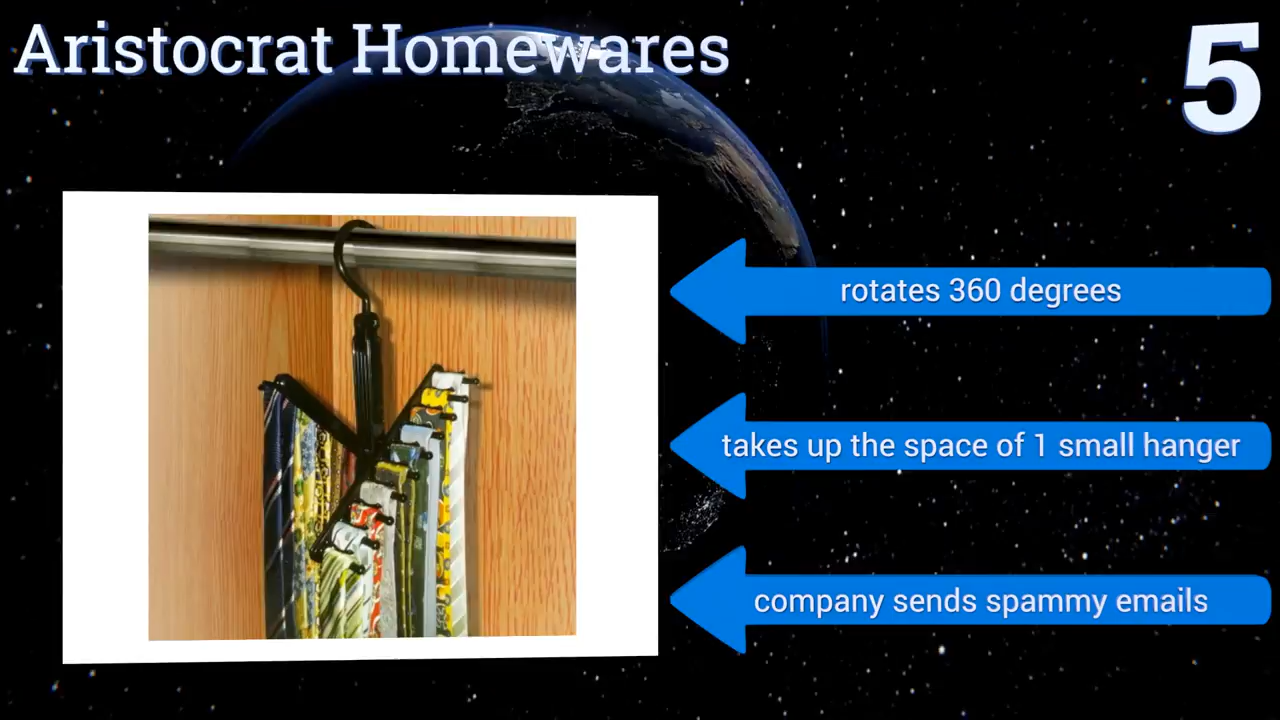 Aristocrat Homewares
5
rotates 360 degrees
takes up the space of 1 small hanger
company sends spammy emails